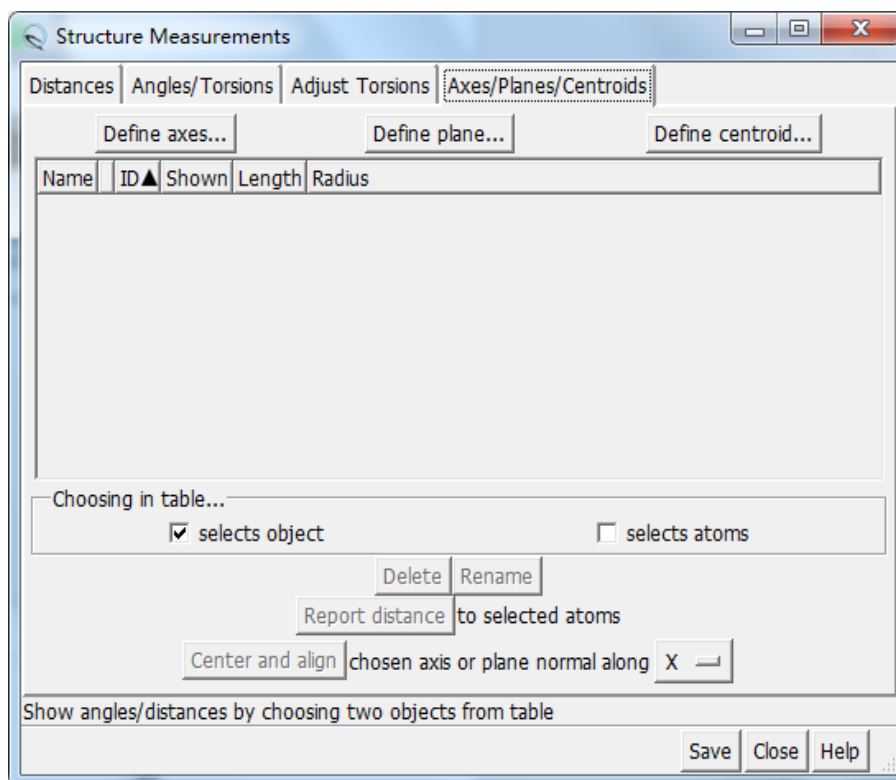 Structure Measurements
Distances Angles/Torsions Adjust Torsions Axes/Planes/Centroids
Define axes... Define plane... Define centroid...
Name ID▲ Shown Length Radius
Choosing in table...
selects object selects atoms
Delete Rename
Report distance to selected atoms
Center and align chosen axis or plane normal along X
Show angles/distances by choosing two objects from table
Save Close Help